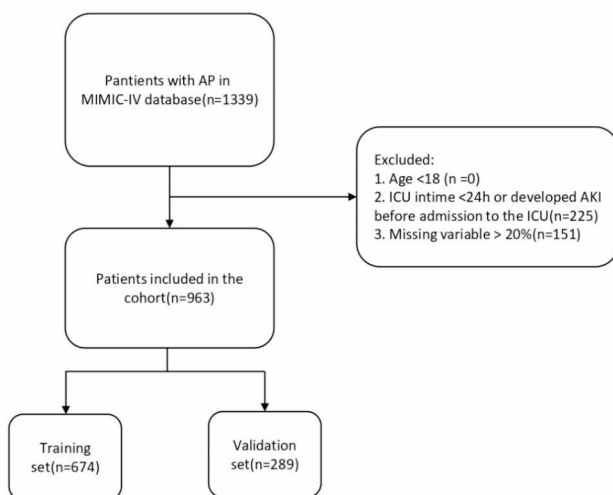 Pantients with AP in
MIMIC-IV database(n=1339)
Excluded:
1. Age <18 (n =0)
2. ICU intime <24h or developed AKI
before admission to the ICU(n=225)
3. Missing variable > 20%(n=151)
Patients included in the
cohort(n=963)
Training
set(n=674)
Validation
set(n=289)